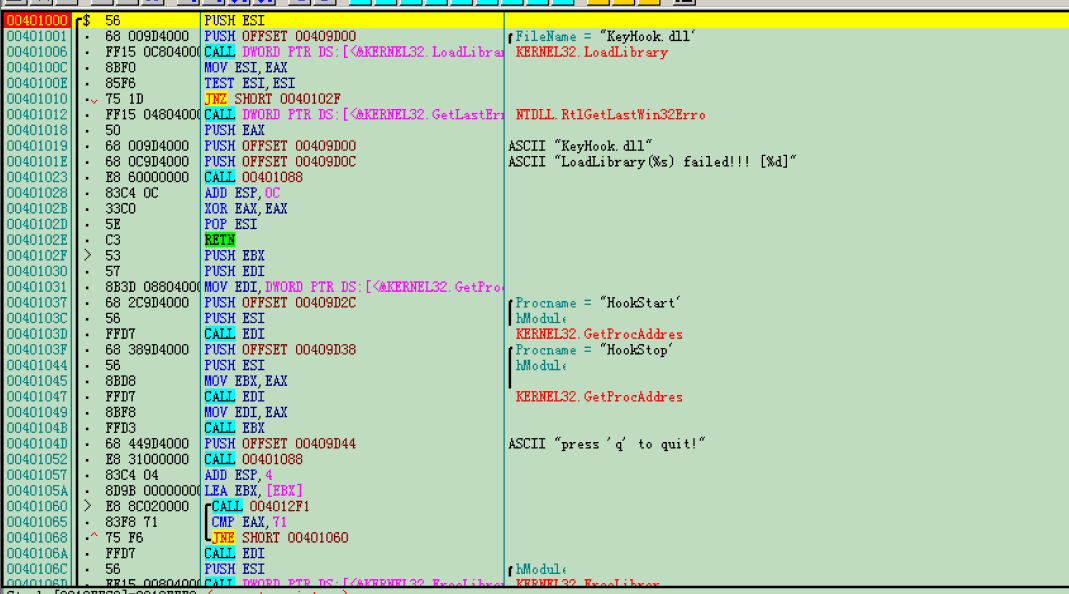 00401000 $ 56 PUSH ESI
00401001 . 68 009D4000 PUSH OFFSET 00409D00 FileName = "KeyHook.dll"
00401006 . FF15 0C804000 CALL DWORD PTR DS:[<&KERNEL32.LoadLibra KERNEL32.LoadLibrary
0040100C . 8BF0 MOV ESI,EAX
0040100E . 85F6 TEST ESI,ESI
00401010 . 75 1D JNZ SHORT 0040102F
00401012 . FF15 04804000 CALL DWORD PTR DS:[<&KERNEL32.GetLastEr NTDLL.RtlGetLastWin32Erro
00401018 . 50 PUSH EAX
00401019 . 68 009D4000 PUSH OFFSET 00409D00 ASCII "KeyHook.dll"
0040101E . 68 0C9D4000 PUSH OFFSET 00409D0C ASCII "LoadLibrary(%s) failed!!! [%d]"
00401023 . E8 60000000 CALL 00401088
00401028 . 83C4 0C ADD ESP,0C
0040102B . 33C0 XOR EAX,EAX
0040102D . 5E POP ESI
0040102E . C3 RETN
0040102F > 53 PUSH EBX
00401030 . 57 PUSH EDI
00401031 . 8B3D 08804000 MOV EDI,DWORD PTR DS:[<&KERNEL32.GetPro
00401037 . 68 2C9D4000 PUSH OFFSET 00409D2C Procname = "HookStart"
0040103C . 56 PUSH ESI hModule
0040103D . FFD7 CALL EDI KERNEL32.GetProcAddres
0040103F . 68 389D4000 PUSH OFFSET 00409D38 Procname = "HookStop"
00401044 . 56 PUSH ESI hModule
00401045 . 8BD8 MOV EBX,EAX
00401047 . FFD7 CALL EDI KERNEL32.GetProcAddres
00401049 . 8BF8 MOV EDI,EAX
0040104B . FFD3 CALL EBX
0040104D . 68 449D4000 PUSH OFFSET 00409D44 ASCII "press 'q' to quit!"
00401052 . E8 31000000 CALL 00401088
00401057 . 83C4 04 ADD ESP,4
0040105A . 8D9B 00000000 LEA EBX,[EBX]
00401060 > E8 8C020000 CALL 004012F1
00401065 . 83F8 71 CMP EAX,71
00401068 .^ 75 F6 JNE SHORT 00401060
0040106A . FFD7 CALL EDI
0040106C . 56 PUSH ESI hModule
0040106D . FF15 00804000 CALL DWORD PTR DS:[<&KERNEL32.FreeLibra KERNEL32.FreeLibrar